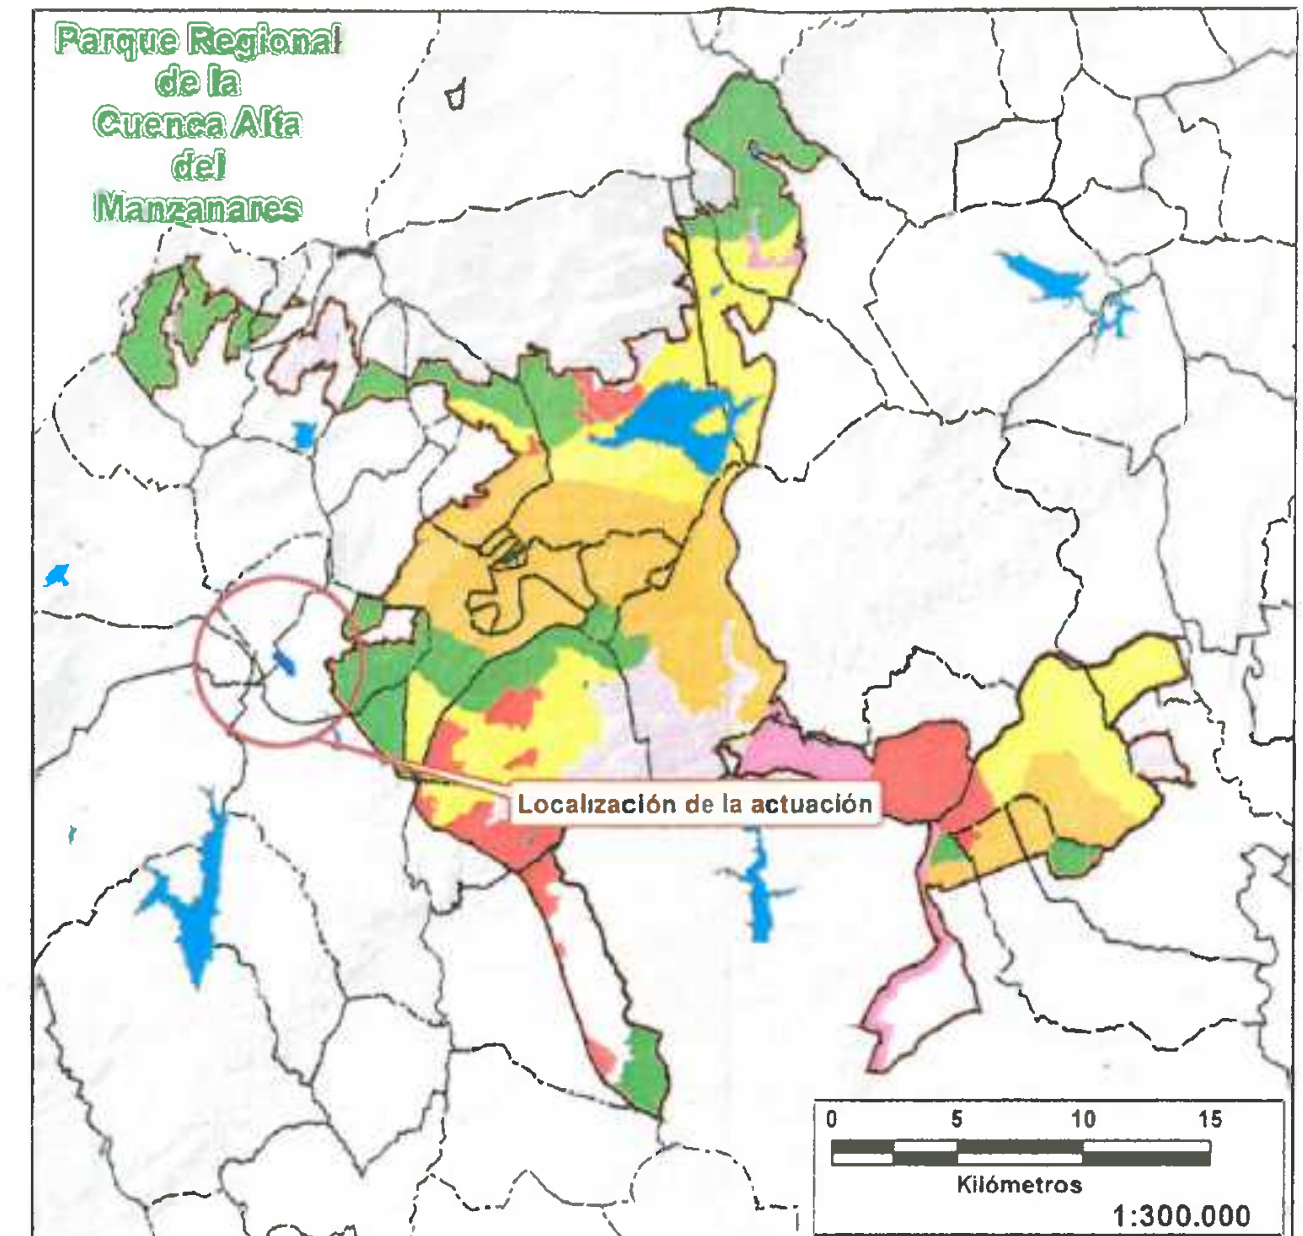 Parque Regional
de la
Cuenca Alta
del
Manzanares
Localización de la actuación
0 5 10 15
Kilómetros
1:300.000